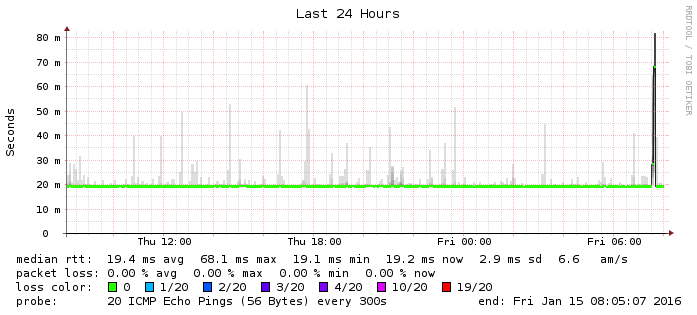 Last 24 Hours
RRDTOOL / TOBI OETIKER
Seconds
80 m
70 m
60 m
50 m
40 m
30 m
20 m
10 m
0
Thu 12:00 Thu 18:00 Fri 00:00 Fri 06:00
median rtt: 19.4 ms avg 68.1 ms max 19.1 ms min 19.2 ms now 2.9 ms sd 6.6 am/s
packet loss: 0.00 % avg 0.00 % max 0.00 % min 0.00 % now
loss color: 0 1/20 2/20 3/20 4/20 10/20 19/20
probe: 20 ICMP Echo Pings (56 Bytes) every 300s end: Fri Jan 15 08:05:07 2016